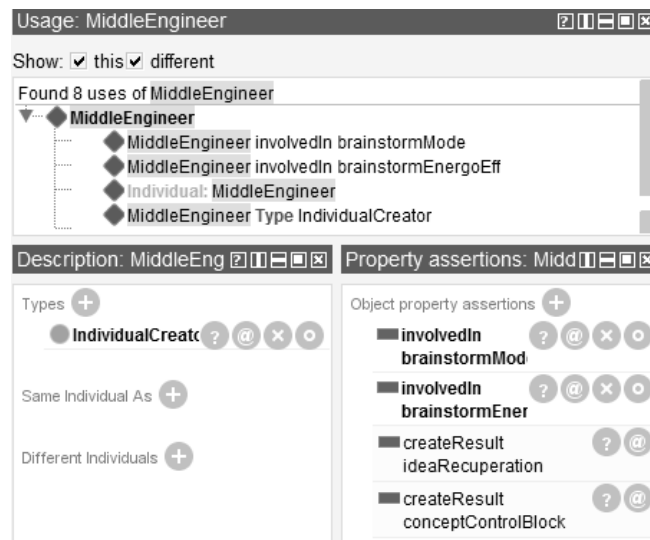 Usage: MiddleEngineer
Show: this different
Found 8 uses of MiddleEngineer
MiddleEngineer
MiddleEngineer involvedIn brainstormMode
MiddleEngineer involvedIn brainstormEnergoEff
Individual: MiddleEngineer
MiddleEngineer Type IndividualCreator
Description: MiddleEng
Types
IndividualCreatc
Same Individual As
Different Individuals
Property assertions: Midd
Object property assertions
involvedIn
brainstormMod
involvedIn
brainstormEner
createResult
ideaRecuperation
createResult
conceptControlBlock